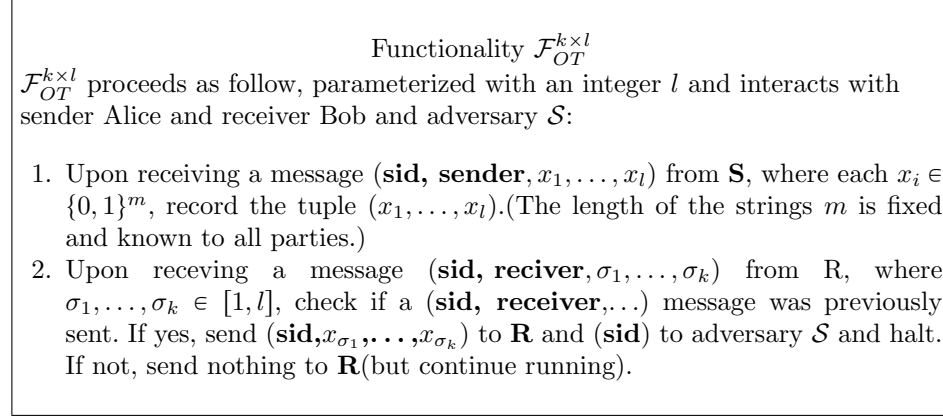 Functionality $\mathcal{F}_{OT}^{k \times l}$
$\mathcal{F}_{OT}^{k \times l}$ proceeds as follow, parameterized with an integer $l$ and interacts with
sender Alice and receiver Bob and adversary $\mathcal{S}$:
1. Upon receiving a message (sid, sender, $x_1, \ldots, x_l$) from S, where each $x_i \in$
$\{0, 1\}^m$, record the tuple $(x_1, \ldots, x_l)$.(The length of the strings $m$ is fixed
and known to all parties.)
2. Upon receving a message (sid, reciver, $\sigma_1, \ldots, \sigma_k$) from R, where
$\sigma_1, \ldots, \sigma_k \in [1, l]$, check if a (sid, receiver,…) message was previously
sent. If yes, send (sid,$x_{\sigma_1}$,…,$x_{\sigma_k}$) to R and (sid) to adversary $\mathcal{S}$ and halt.
If not, send nothing to R(but continue running).